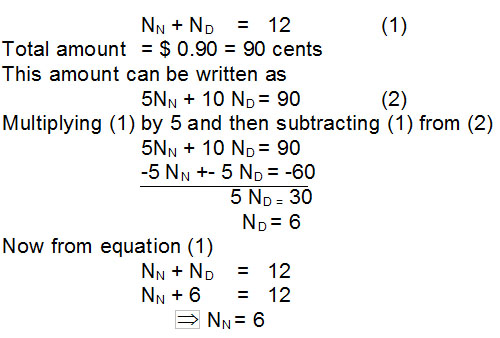 N_N + N_D = 12 (1)
Total amount = $ 0.90 = 90 cents
This amount can be written as
5N_N + 10 N_D = 90 (2)
Multiplying (1) by 5 and then subtracting (1) from (2)
5N_N + 10 N_D = 90
-5 N_N +- 5 N_D = -60
5 N_D = 30
N_D = 6
Now from equation (1)
N_N + N_D = 12
N_N + 6 = 12
⇒ N_N = 6